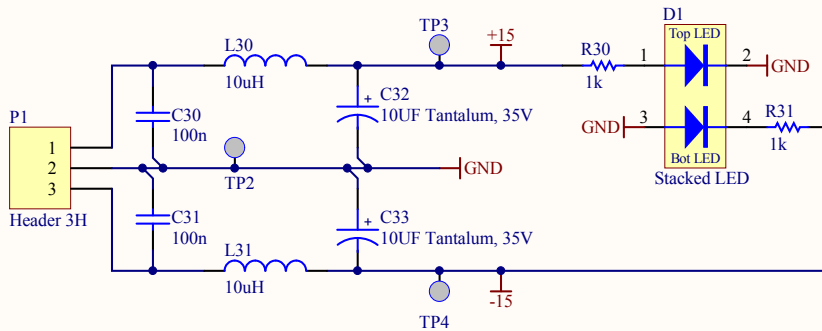 D1
TP3
+15
Top LED
L30
R30
1
2
GND
10uH
1k
P1
C30
100n
C32
10UF Tantalum, 35V
R31
GND
3
4
1k
Bot LED
Stacked LED
1
2
3
TP2
GND
Header 3H
C31
100n
C33
10UF Tantalum, 35V
L31
10uH
-15
TP4